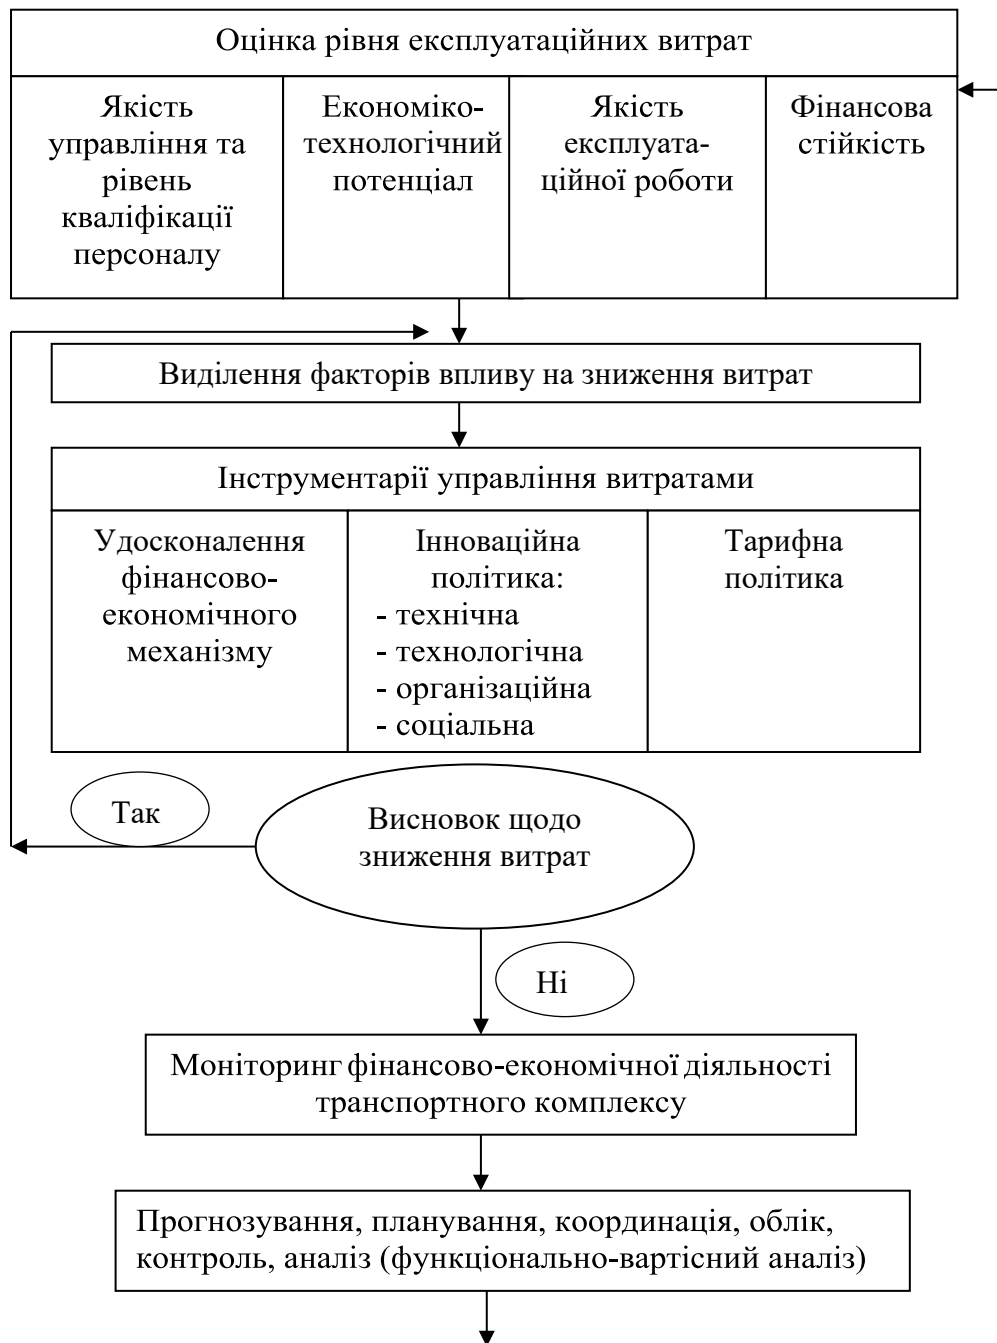 Оцінка рівня експлуатаційних витрат
Якість
управління та
рівень
кваліфікації
персоналу
Економіко-
технологічний
потенціал
Якість
експлуата-
ційної роботи
Фінансова
стійкість
Виділення факторів впливу на зниження витрат
Інструментарії управління витратами
Удосконалення
фінансово-
економічного
механізму
Інноваційна
політика:
- технічна
- технологічна
- організаційна
- соціальна
Тарифна
політика
Так
Висновок щодо
зниження витрат
Ні
Моніторинг фінансово-економічної діяльності
транспортного комплексу
Прогнозування, планування, координація, облік,
контроль, аналіз (функціонально-вартісний аналіз)